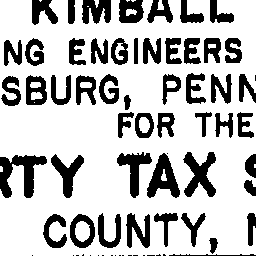 KIMBALL
NG ENGINEERS
SBURG, PENN
FOR THE
RTY TAX S
COUNTY, N